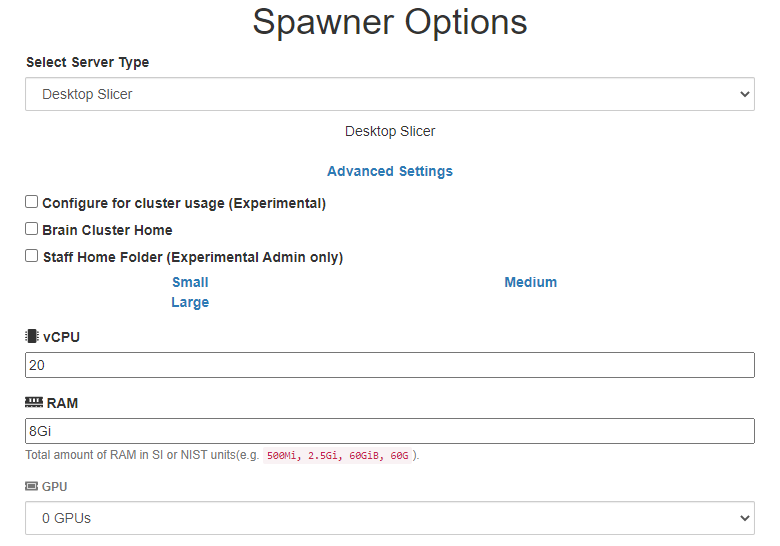 Spawner Options
Select Server Type
Desktop Slicer
Desktop Slicer
Advanced Settings
Configure for cluster usage (Experimental)
Brain Cluster Home
Staff Home Folder (Experimental Admin only)
Small Medium
Large
vCPU
20
RAM
8Gi
Total amount of RAM in SI or NIST units(e.g. 500Mi, 2.5Gi, 60GiB, 60G ).
GPU
0 GPUs